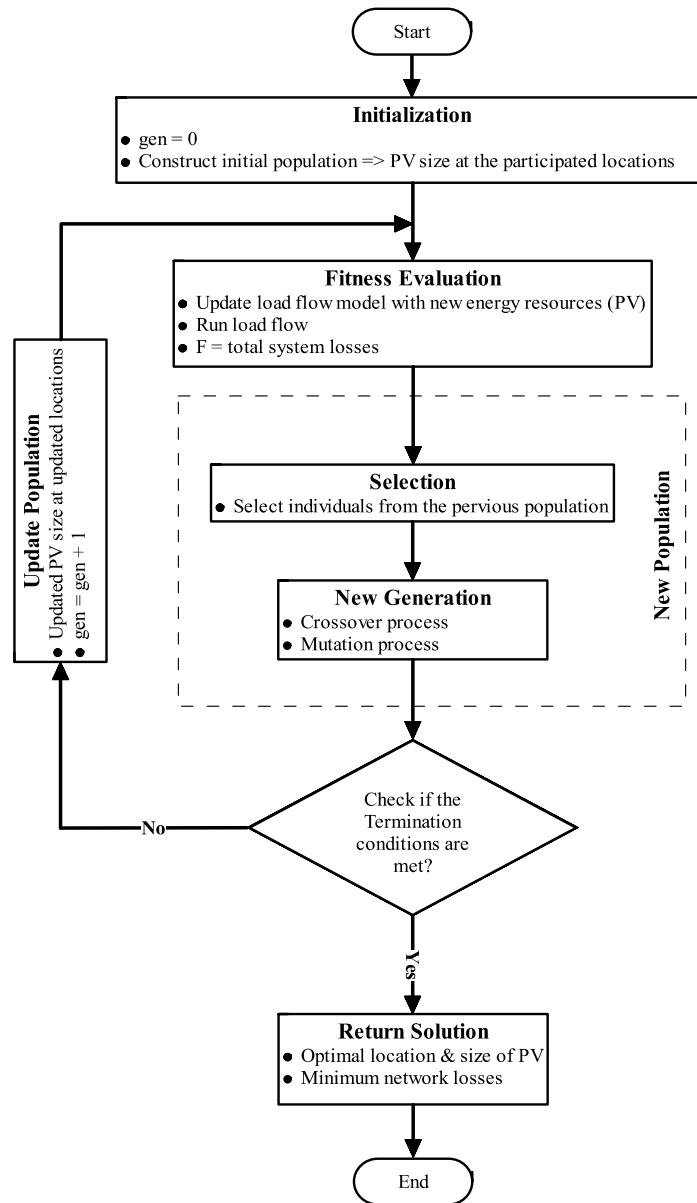 Start
Initialization
● gen = 0
● Construct initial population => PV size at the participated locations
Fitness Evaluation
● Update load flow model with new energy resources (PV)
● Run load flow
● F = total system losses
Selection
● Select individuals from the pervious population
New Generation
● Crossover process
● Mutation process
New Population
Check if the
Termination
conditions are
met?
No
Update Population
● Updated PV size at updated locations
● gen = gen + 1
Yes
Return Solution
● Optimal location & size of PV
● Minimum network losses
End